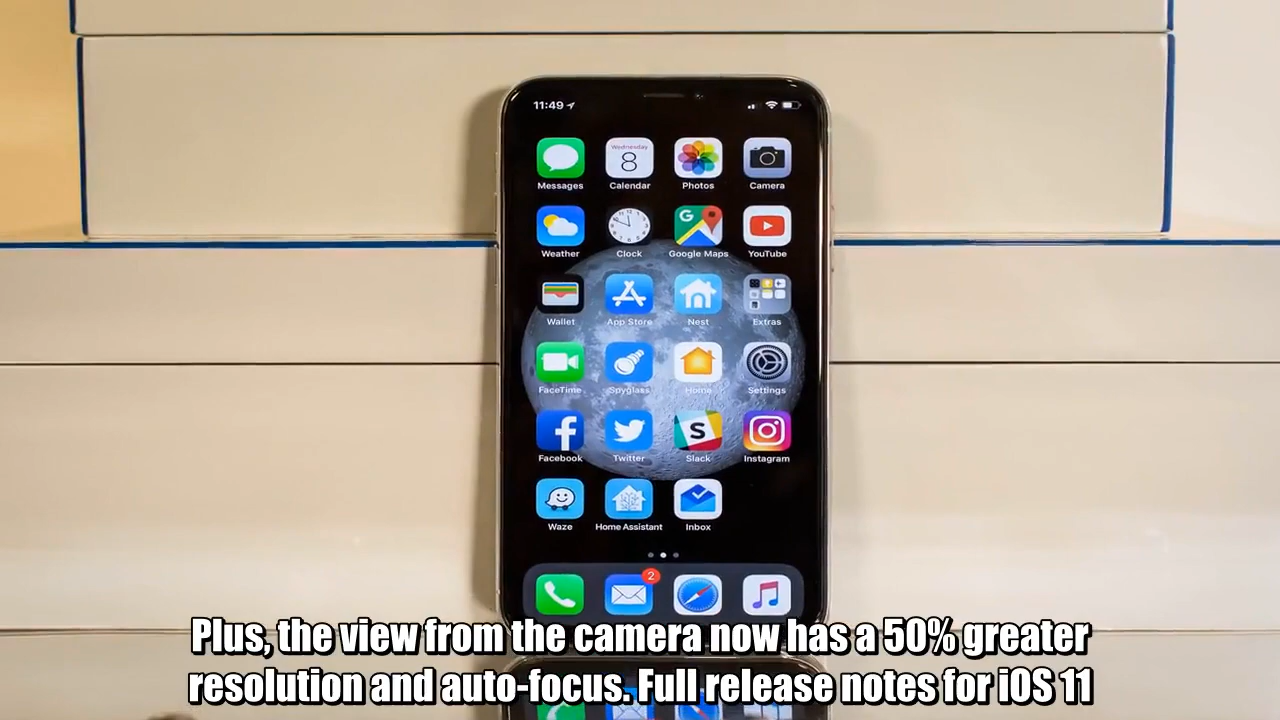 11:49
Wednesday
8
Messages Calendar Photos Camera
G
Weather Clock Google Maps YouTube
Wallet App Store Nest Extras
FaceTime Spyglass Home Settings
f S
Facebook Twitter Slack Instagram
Waze Home Assistant Inbox
2
Plus, the view from the camera now has a 50% greater
resolution and auto-focus. Full release notes for iOS 11